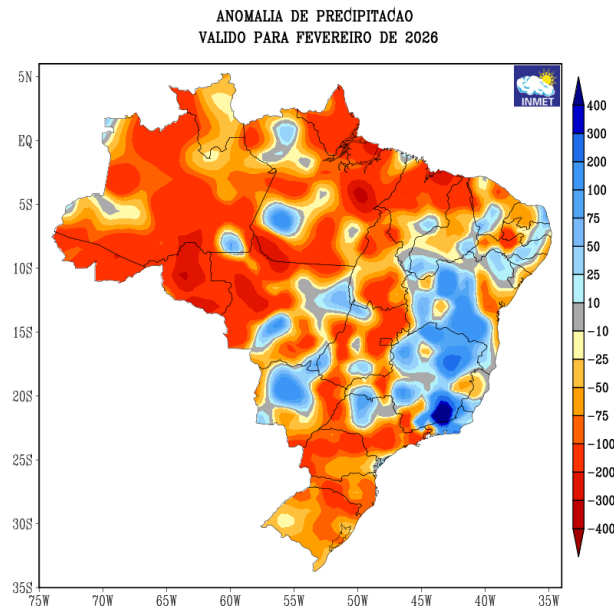 ANOMALIA DE PRECIPITACAO
VALIDO PARA FEVEREIRO DE 2026
INMET
5N
EQ
5S
10S
15S
20S
25S
30S
35S
75W 70W 65W 60W 55W 50W 45W 40W 35W
400
300
200
100
75
50
25
10
-10
-25
-50
-75
-100
-200
-300
-400